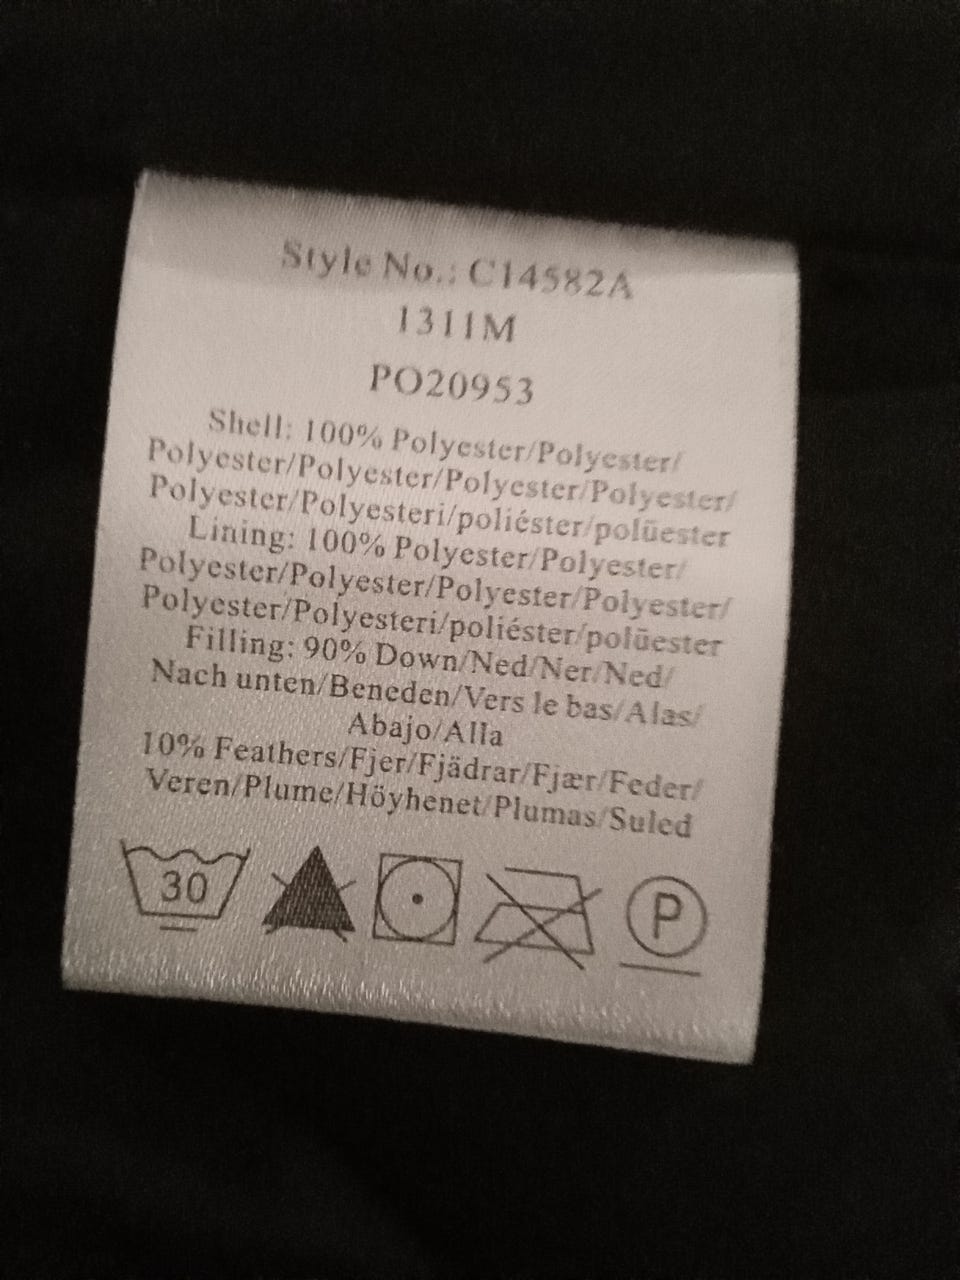 Style No.: C14582A
1311M
PO20953
Shell: 100% Polyester/Polyester/
Polyester/Polyester/Polyester/Polyester/
Polyester/Polyesteri/poliéster/polüester
Lining: 100% Polyester/Polyester/
Polyester/Polyester/Polyester/Polyester/
Polyester/Polyesteri/poliéster/polüester
Filling: 90% Down/Ned/Ner/Ned/
Nach unten/Beneden/Vers le bas/Alas/
Abajo/Alla
10% Feathers/Fjer/Fjädrar/Fjær/Feder/
Veren/Plume/Höyhenet/Plumas/Suled
30 P